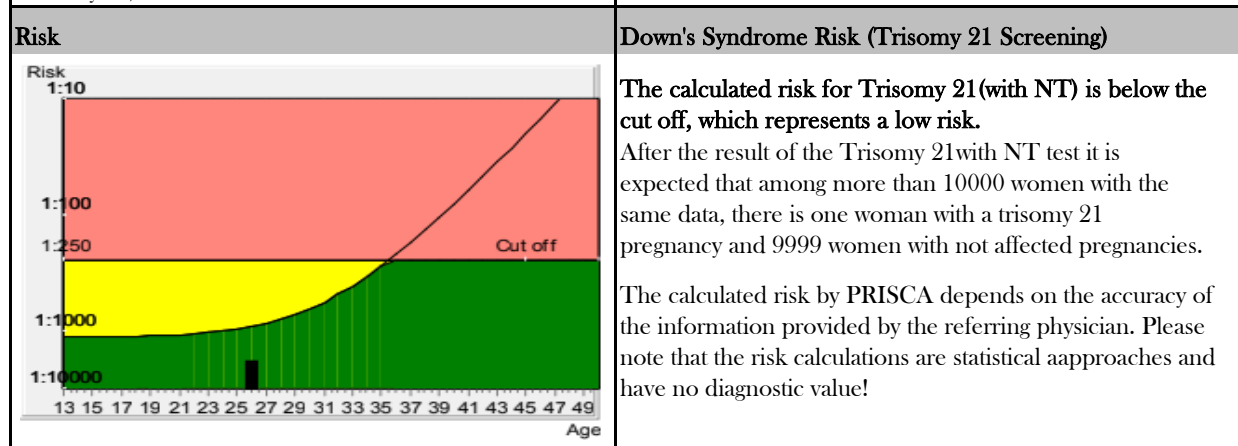 Risk
Down's Syndrome Risk (Trisomy 21 Screening)
Risk
1:10
1:100
1:250
Cut off
1:1000
1:10000
13 15 17 19 21 23 25 27 29 31 33 35 37 39 41 43 45 47 49
Age
The calculated risk for Trisomy 21(with NT) is below the
cut off, which represents a low risk.
After the result of the Trisomy 21with NT test it is
expected that among more than 10000 women with the
same data, there is one woman with a trisomy 21
pregnancy and 9999 women with not affected pregnancies.
The calculated risk by PRISCA depends on the accuracy of
the information provided by the referring physician. Please
note that the risk calculations are statistical aapproaches and
have no diagnostic value!